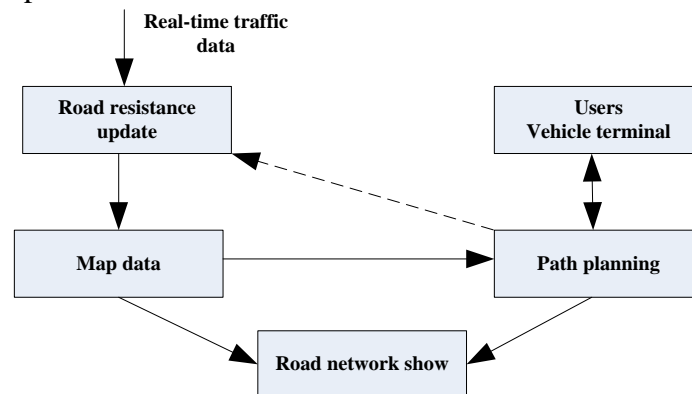 Real-time traffic
data
Road resistance
update
Users
Vehicle terminal
Map data
Path planning
Road network show